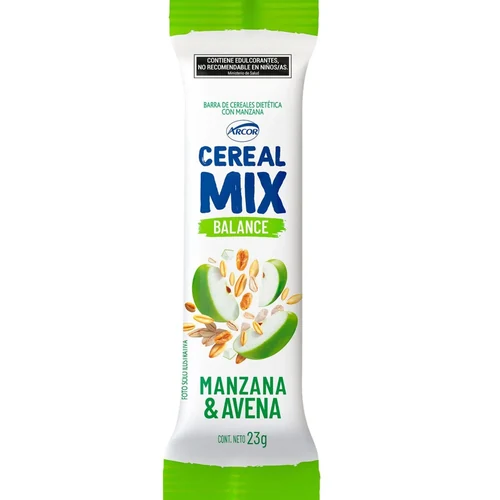 CONTIENE EDULCORANTES,
NO RECOMENDABLE EN NIÑOS/AS.
Ministerio de Salud
BARRA DE CEREALES DIETÉTICA
CON MANZANA
ARCOR
CEREAL
MIX
BALANCE
FOTO SOLO ILUSTRATIVA
MANZANA
& AVENA
CONT. NETO 23g